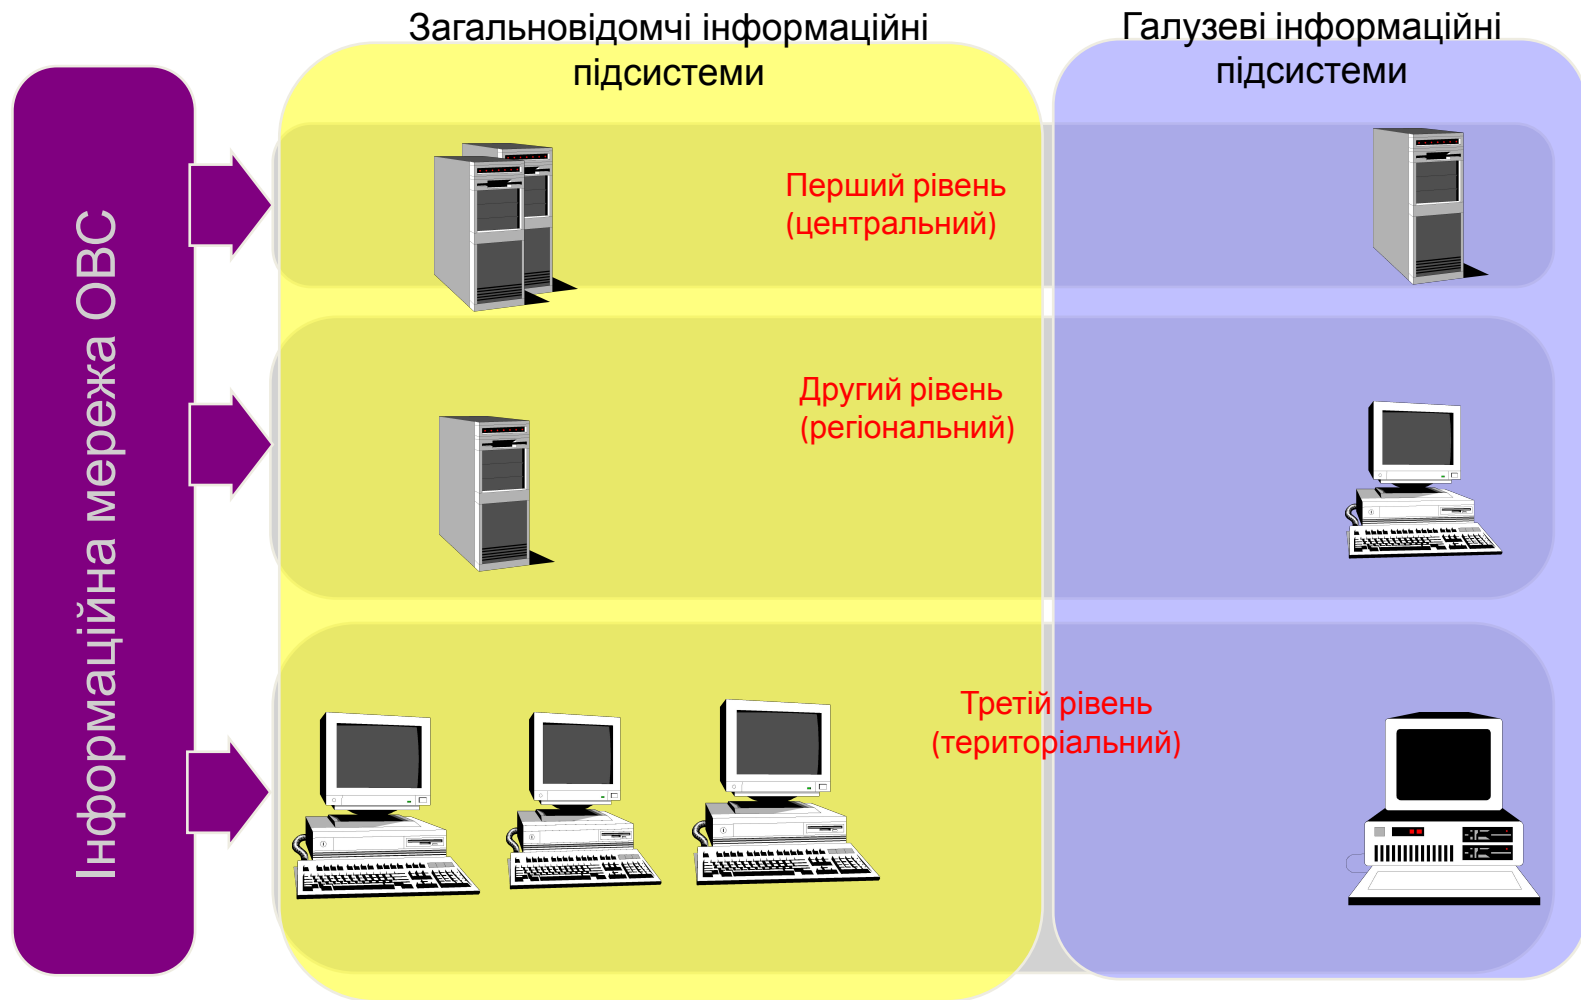 Загальновідомчі інформаційні
підсистеми
Галузеві інформаційні
підсистеми
Інформаційна мережа ОВС
Перший рівень
(центральний)
Другий рівень
(регіональний)
Третій рівень
(територіальний)